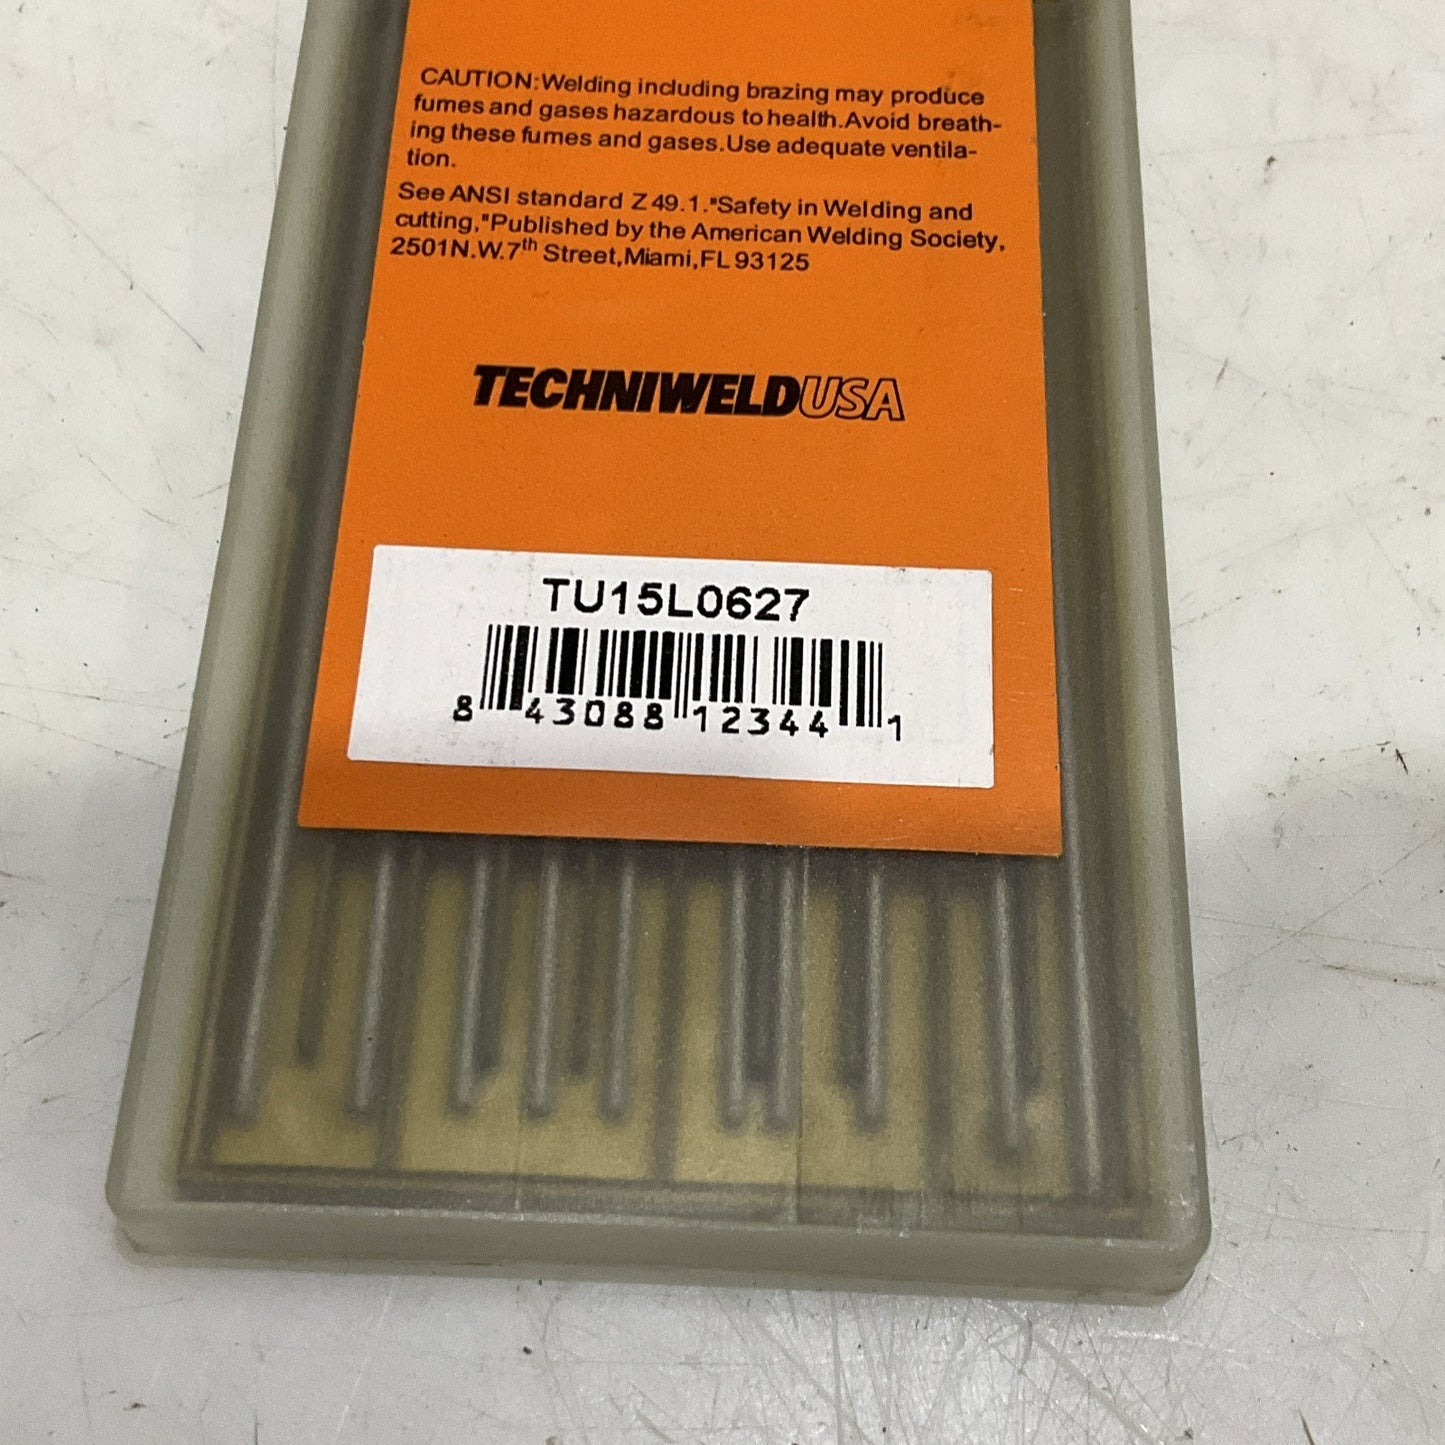 CAUTION:Welding including brazing may produce
fumes and gases hazardous to health.Avoid breath-
ing these fumes and gases.Use adequate ventila-
tion.
See ANSI standard Z 49.1."Safety in Welding and
cutting,"Published by the American Welding Society,
2501N.W.7th Street,Miami,FL 93125
TECHNIWELDUSA
TU15L0627
8 43088 12344 1